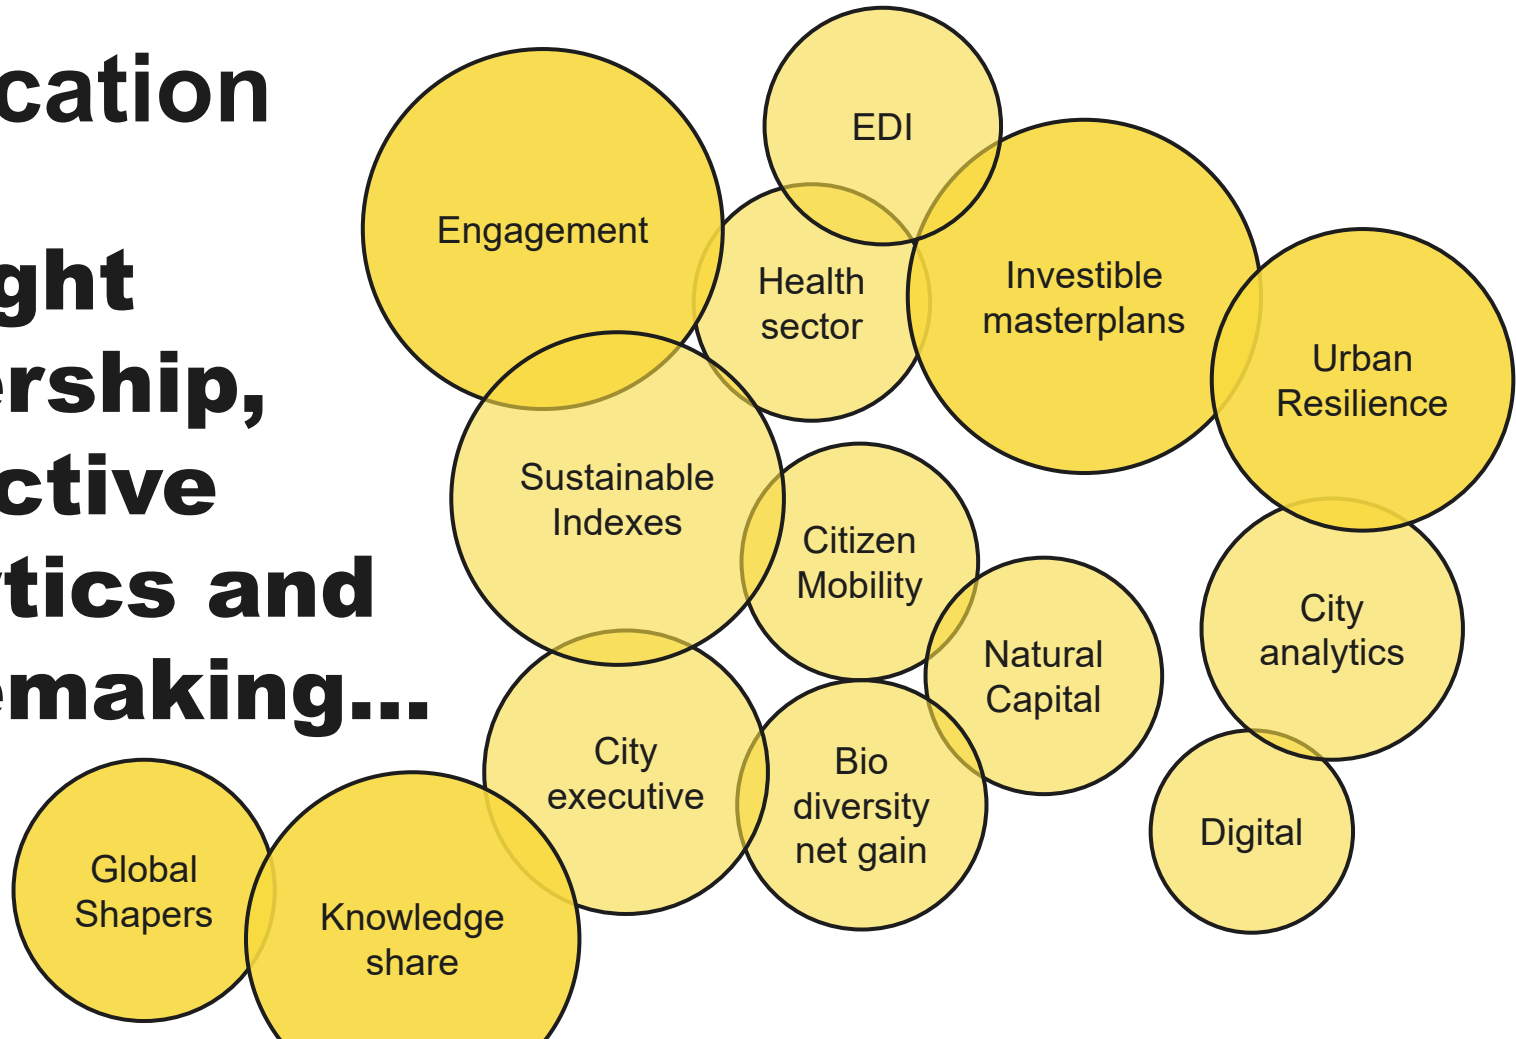 cation
ght
ership,
ctive
tics and
emaking...
EDI
Engagement
Health
sector
Investible
masterplans
Urban
Resilience
Sustainable
Indexes
Citizen
Mobility
Natural
Capital
City
analytics
City
executive
Bio
diversity
net gain
Digital
Global
Shapers
Knowledge
share